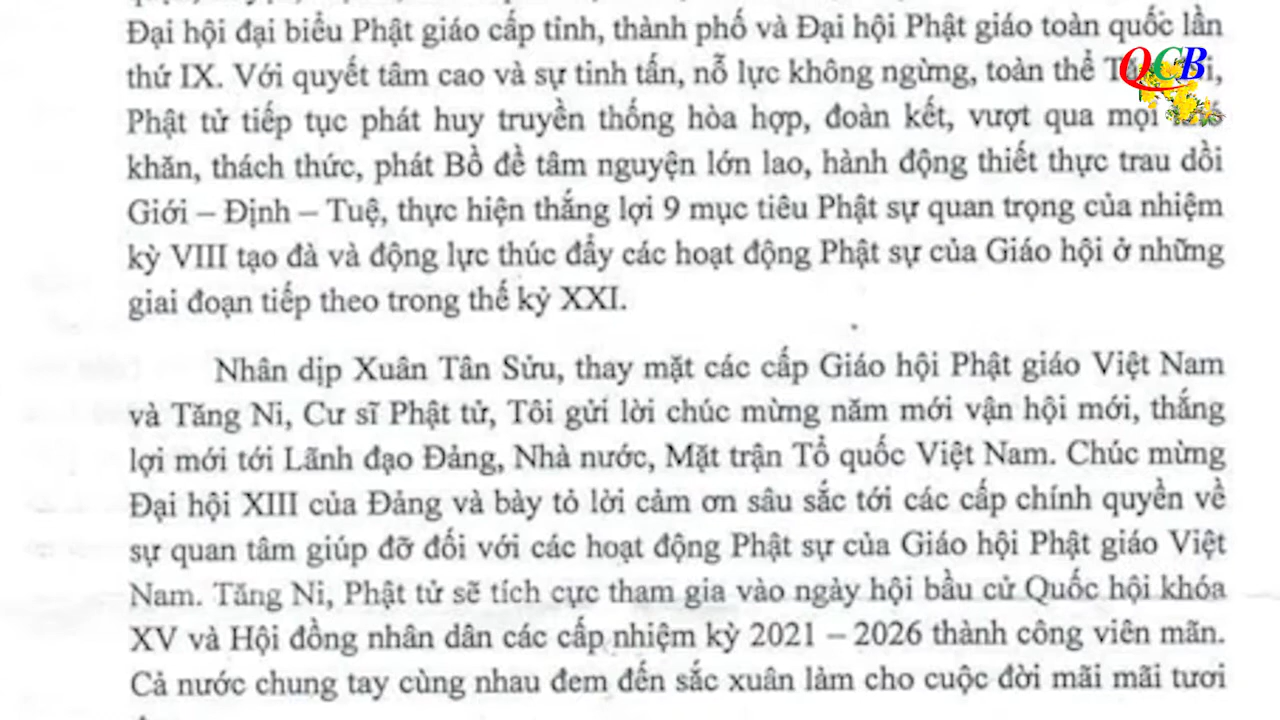 Đại hội đại biểu Phật giáo cấp tỉnh, thành phố và Đại hội Phật giáo toàn quốc lần
thứ IX. Với quyết tâm cao và sự tinh tấn, nỗ lực không ngừng, toàn thể
Phật tử tiếp tục phát huy truyền thống hòa hợp, đoàn kết, vượt qua mọi
khăn, thách thức, phát Bồ đề tâm nguyện lớn lao, hành động thiết thực trau dồi
Giới – Định – Tuệ, thực hiện thắng lợi 9 mục tiêu Phật sự quan trọng của nhiệm
kỳ VIII tạo đà và động lực thúc đẩy các hoạt động Phật sự của Giáo hội ở những
giai đoạn tiếp theo trong thế kỷ XXI.
Nhân dịp Xuân Tân Sửu, thay mặt các cấp Giáo hội Phật giáo Việt Nam
và Tăng Ni, Cư sĩ Phật tử, Tôi gửi lời chúc mừng năm mới vận hội mới, thắng
lợi mới tới Lãnh đạo Đảng, Nhà nước, Mặt trận Tổ quốc Việt Nam. Chúc mừng
Đại hội XIII của Đảng và bày tỏ lời cảm ơn sâu sắc tới các cấp chính quyền về
sự quan tâm giúp đỡ đối với các hoạt động Phật sự của Giáo hội Phật giáo Việt
Nam. Tăng Ni, Phật tử sẽ tích cực tham gia vào ngày hội bầu cử Quốc hội khóa
XV và Hội đồng nhân dân các cấp nhiệm kỳ 2021 – 2026 thành công viên mãn.
Cả nước chung tay cùng nhau đem đến sắc xuân làm cho cuộc đời mãi mãi tươi
QCB